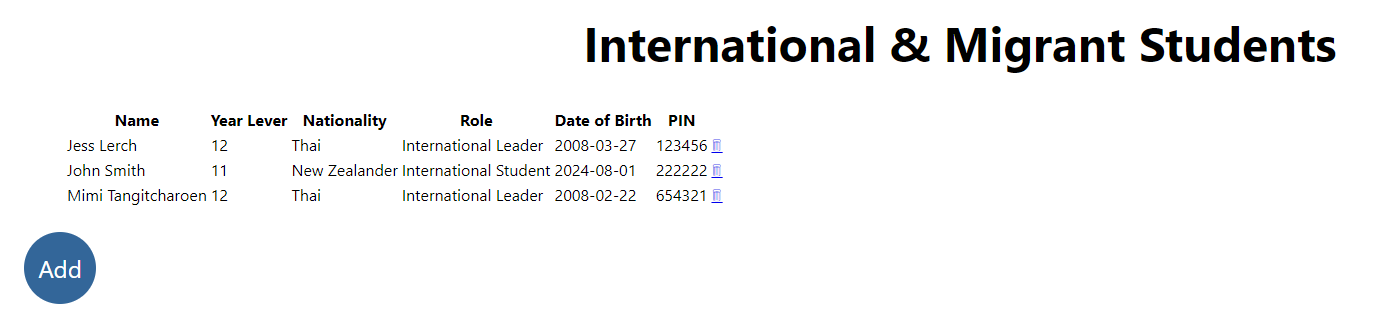 International & Migrant Students
Name Year Lever Nationality Role Date of Birth PIN
Jess Lerch 12 Thai International Leader 2008-03-27 123456
John Smith 11 New Zealander International Student 2024-08-01 222222
Mimi Tangitcharoen 12 Thai International Leader 2008-02-22 654321
Add